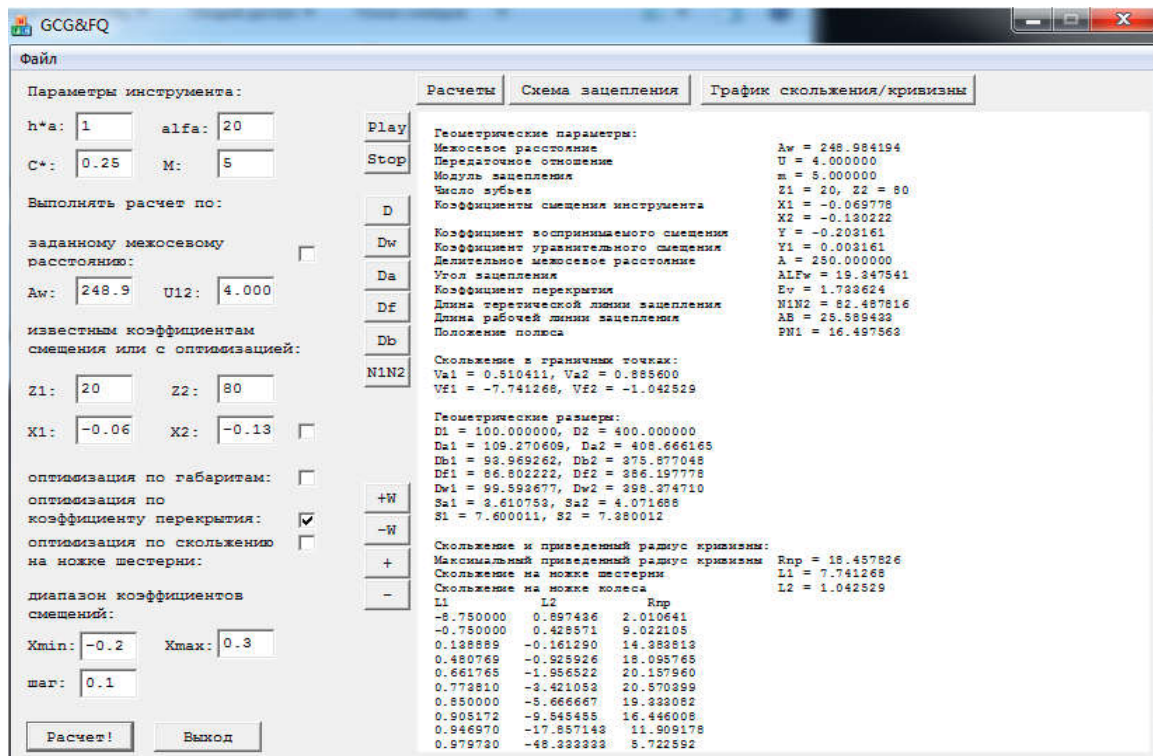 GCG&FQ
Файл
Параметры инструмента:
h*a: 1 alfa: 20
C*: 0.25 M: 5
Выполнять расчет по:
заданному межосевому
расстоянию:
Aw: 248.9 U12: 4.000
известным коэффициентам
смещения или с оптимизацией:
Z1: 20 Z2: 80
X1: -0.06 X2: -0.13
оптимизация по габаритам:
оптимизация по
коэффициенту перекрытия:
оптимизация по скольжению
на ножке шестерни:
диапазон коэффициентов
смещений:
Xmin: -0.2 Xmax: 0.3
шаг: 0.1
Расчет! Выход
Play
Stop
D
Dw
Da
Df
Db
N1N2
+W
-W
+
-
Расчеты Схема зацепления График скольжения/кривизны
Геометрические параметры:
Межосевое расстояние Aw = 248.984194
Передаточное отношение U = 4.000000
Модуль зацепления m = 5.000000
Число зубьев Z1 = 20, Z2 = 80
Коэффициенты смещения инструмента X1 = -0.069778
X2 = -0.130222
Коэффициент воспринимаемого смещения Y = -0.203161
Коэффициент уравнительного смещения Y1 = 0.003161
Делительное межосевое расстояние A = 250.000000
Угол зацепления ALFw = 19.347541
Коэффициент перекрытия Ev = 1.733624
Длина теретической линии зацепления N1N2 = 82.487816
Длина рабочей линии зацепления AB = 25.589433
Положение полюса PN1 = 16.497563
Скольжение в граничных точках:
Va1 = 0.510411, Va2 = 0.885600
Vf1 = -7.741268, Vf2 = -1.042529
Геометрические размеры:
D1 = 100.000000, D2 = 400.000000
Da1 = 109.270609, Da2 = 408.666165
Db1 = 93.969262, Db2 = 375.877048
Df1 = 86.802222, Df2 = 386.197778
Dw1 = 99.593677, Dw2 = 398.374710
Sa1 = 3.610753, Sa2 = 4.071688
S1 = 7.600011, S2 = 7.380012
Скольжение и приведенный радиус кривизны:
Максимальный приведенный радиус кривизны Rпр = 18.457826
Скольжение на ножке шестерни L1 = 7.741268
Скольжение на ножке колеса L2 = 1.042529
L1 L2 Rпр
-8.750000 0.897436 2.010641
-0.750000 0.428571 9.022105
0.138889 -0.161290 14.383813
0.480769 -0.925926 18.095765
0.661765 -1.956522 20.157960
0.773810 -3.421053 20.570399
0.850000 -5.666667 19.333082
0.905172 -9.545455 16.446008
0.946970 -17.857143 11.909178
0.979730 -48.333333 5.722592